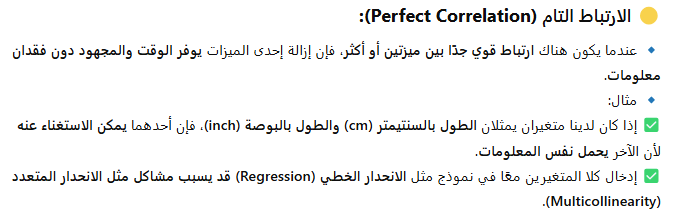 🟡 الارتباط التام (Perfect Correlation):
🔹 عندما يكون هناك ارتباط قوي جدًا بين ميزتين أو أكثر، فإن إزالة إحدى الميزات يوفر الوقت والمجهود دون فقدان
معلومات.
🔹 مثال:
✅ إذا كان لدينا متغيران يمثلان الطول بالسنتيمتر (cm) والطول بالبوصة (inch)، فإن أحدهما يمكن الاستغناء عنه
لأن الآخر يحمل نفس المعلومات.
✅ إدخال كلا المتغيرين معًا في نموذج مثل الانحدار الخطي (Regression) قد يسبب مشاكل مثل الانحدار المتعدد
(Multicollinearity).